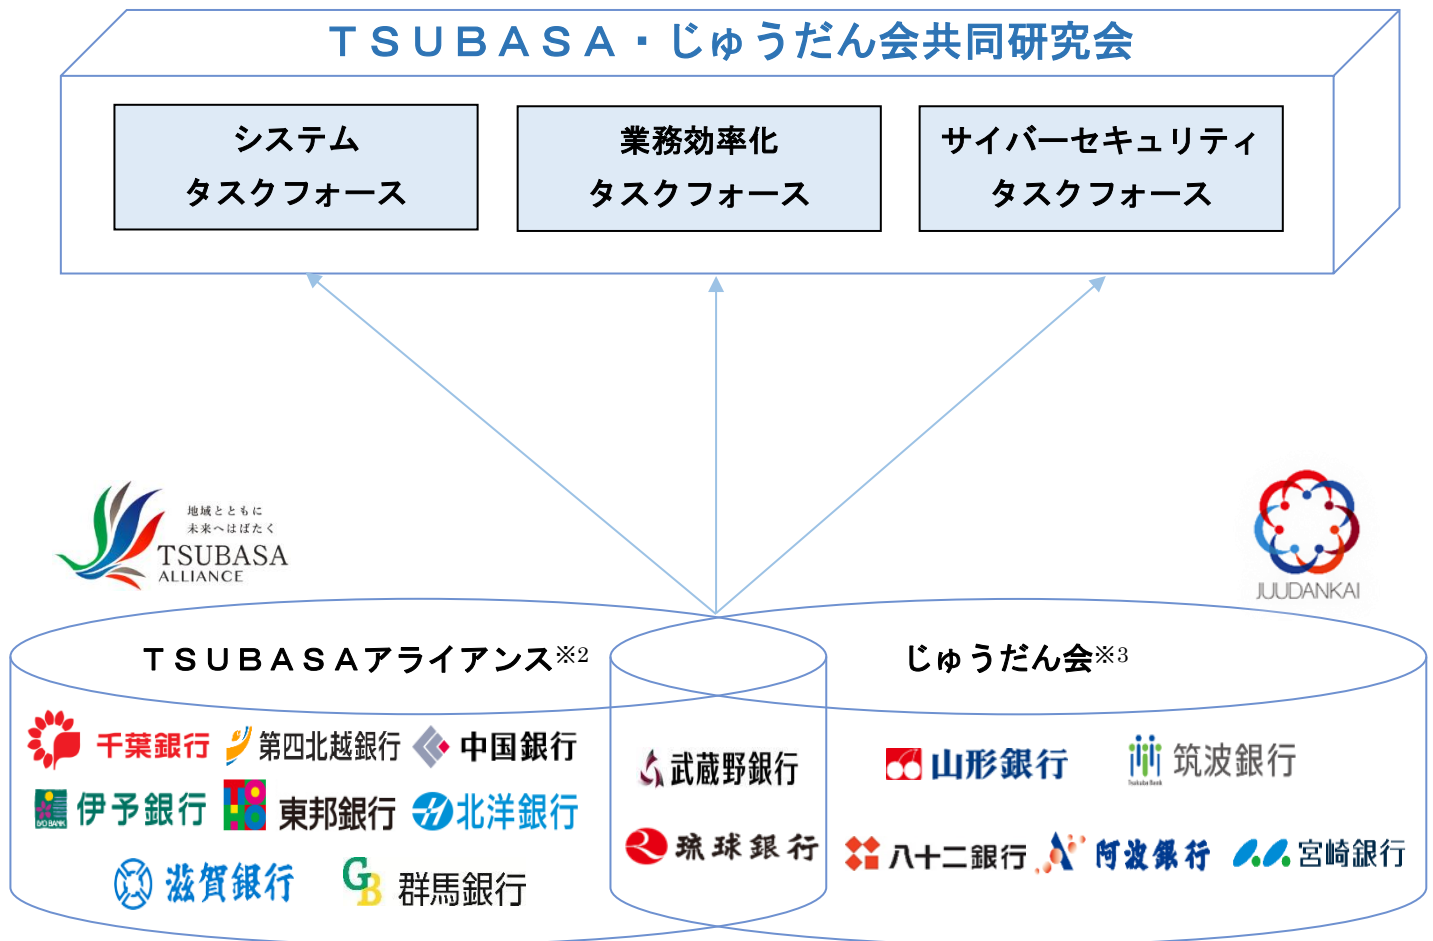 ＴＳＵＢＡＳＡ・じゅうだん会共同研究会
システム
タスクフォース
業務効率化
タスクフォース
サイバーセキュリティ
タスクフォース
地域とともに
未来へはばたく
TSUBASA
ALLIANCE
JUUDANKAI
ＴＳＵＢＡＳＡアライアンス※2
じゅうだん会※3
千葉銀行
第四北越銀行
中国銀行
IYO BANK
伊予銀行
TOHO
東邦銀行
北洋銀行
滋賀銀行
GB
群馬銀行
武蔵野銀行
琉球銀行
山形銀行
Tsukuba Bank
筑波銀行
八十二銀行
阿波銀行
宮崎銀行